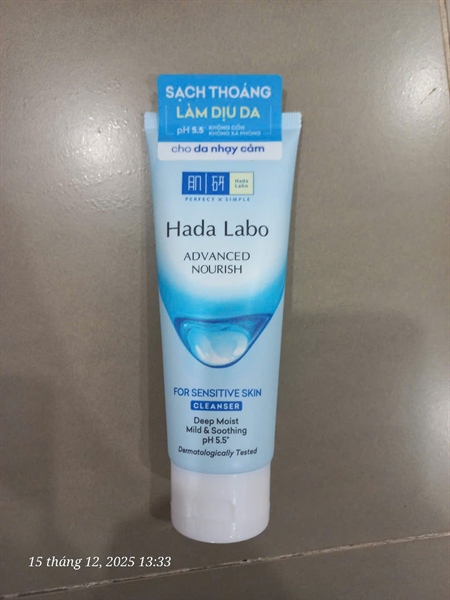 SẠCH THOÁNG
LÀM DỊU DA
pH 5.5 KHÔNG CỒN
KHÔNG XÀ PHÒNG
cho da nhạy cảm
Hada
Labo
PERFECT × SIMPLE
Hada Labo
ADVANCED
NOURISH
FOR SENSITIVE SKIN
CLEANSER
Deep Moist
Mild & Soothing
pH 5.5*
Dermatologically Tested
15 tháng 12, 2025 13:33